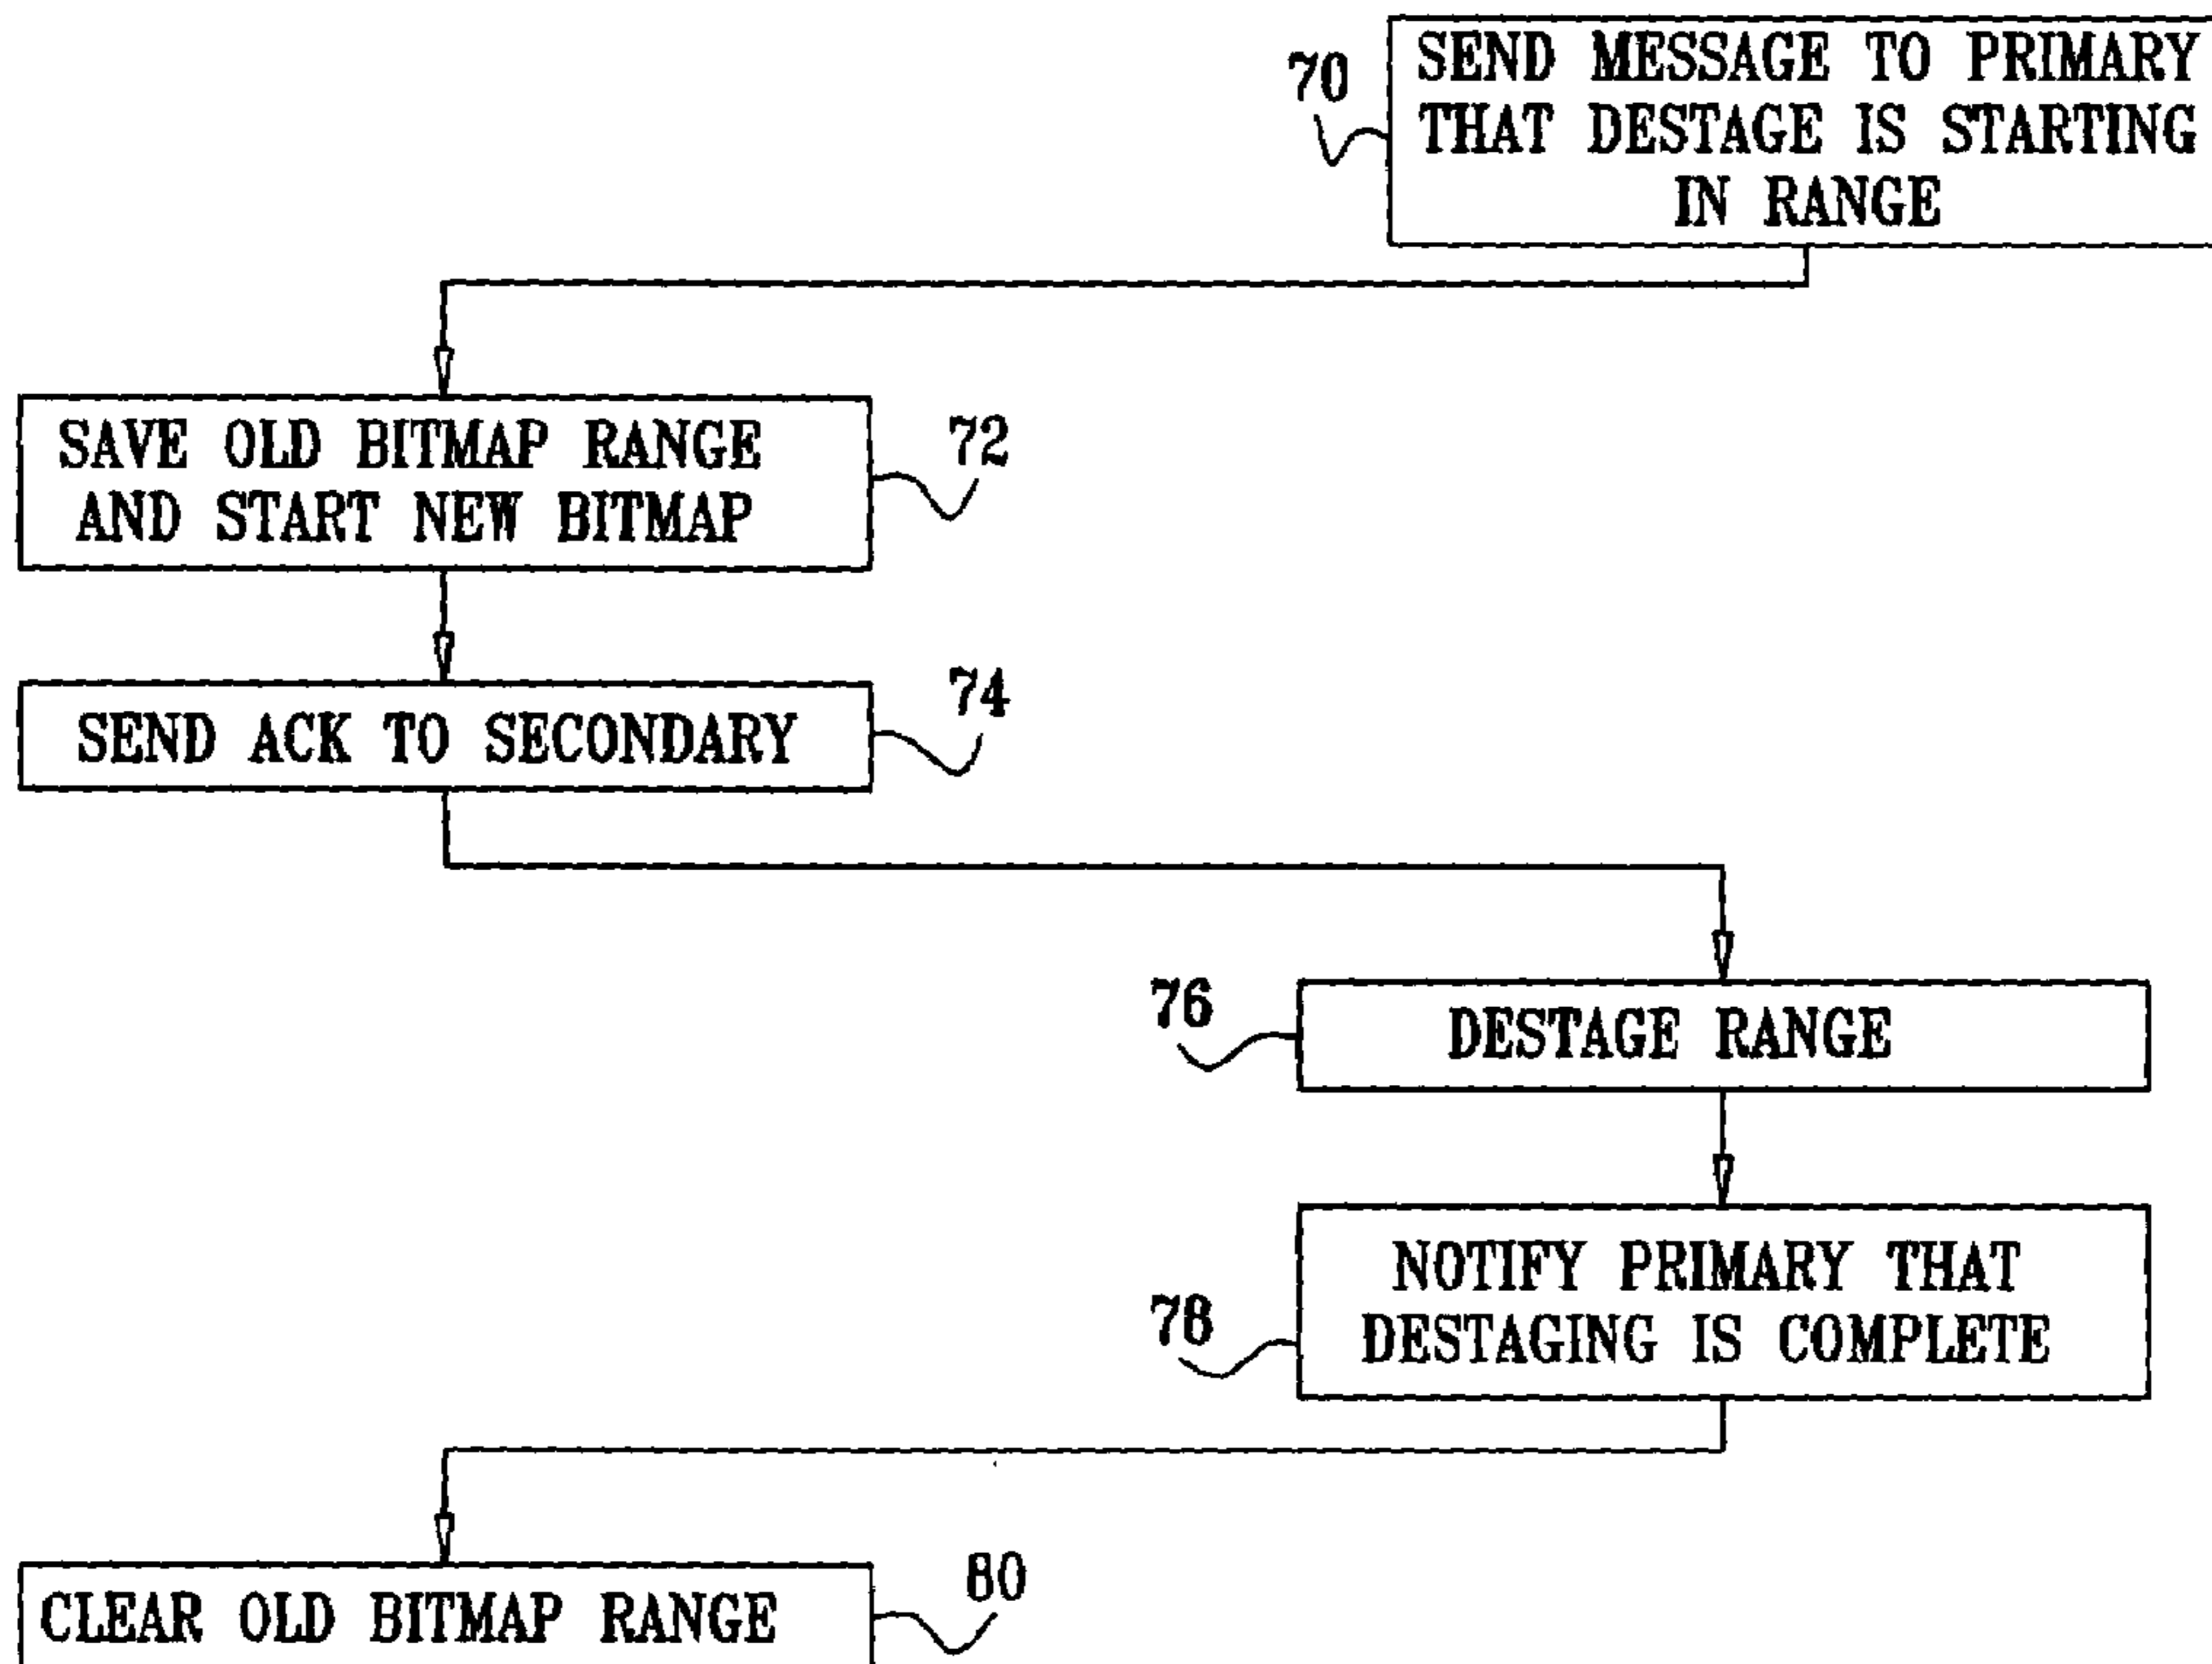 70
SEND MESSAGE TO PRIMARY
THAT DESTAGE IS STARTING
IN RANGE
SAVE OLD BITMAP RANGE
AND START NEW BITMAP
72
SEND ACK TO SECONDARY
74
76
DESTAGE RANGE
78
NOTIFY PRIMARY THAT
DESTAGING IS COMPLETE
CLEAR OLD BITMAP RANGE
80